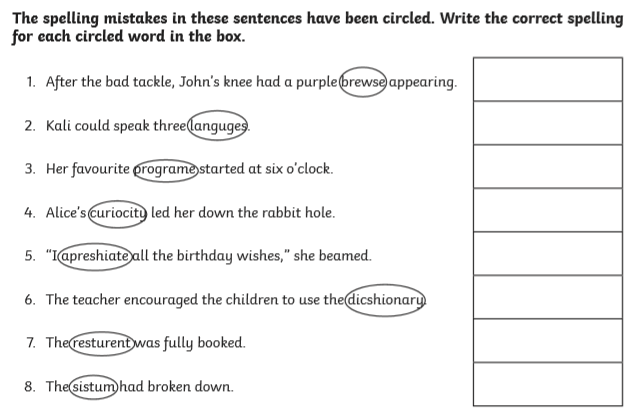 The spelling mistakes in these sentences have been circled. Write the correct spelling
for each circled word in the box.
1. After the bad tackle, John's knee had a purple brewse appearing.
2. Kali could speak three languges.
3. Her favourite programe started at six o'clock.
4. Alice's curiocity led her down the rabbit hole.
5. "I apreshiate all the birthday wishes," she beamed.
6. The teacher encouraged the children to use the dicshionary.
7. The resturent was fully booked.
8. The sistum had broken down.